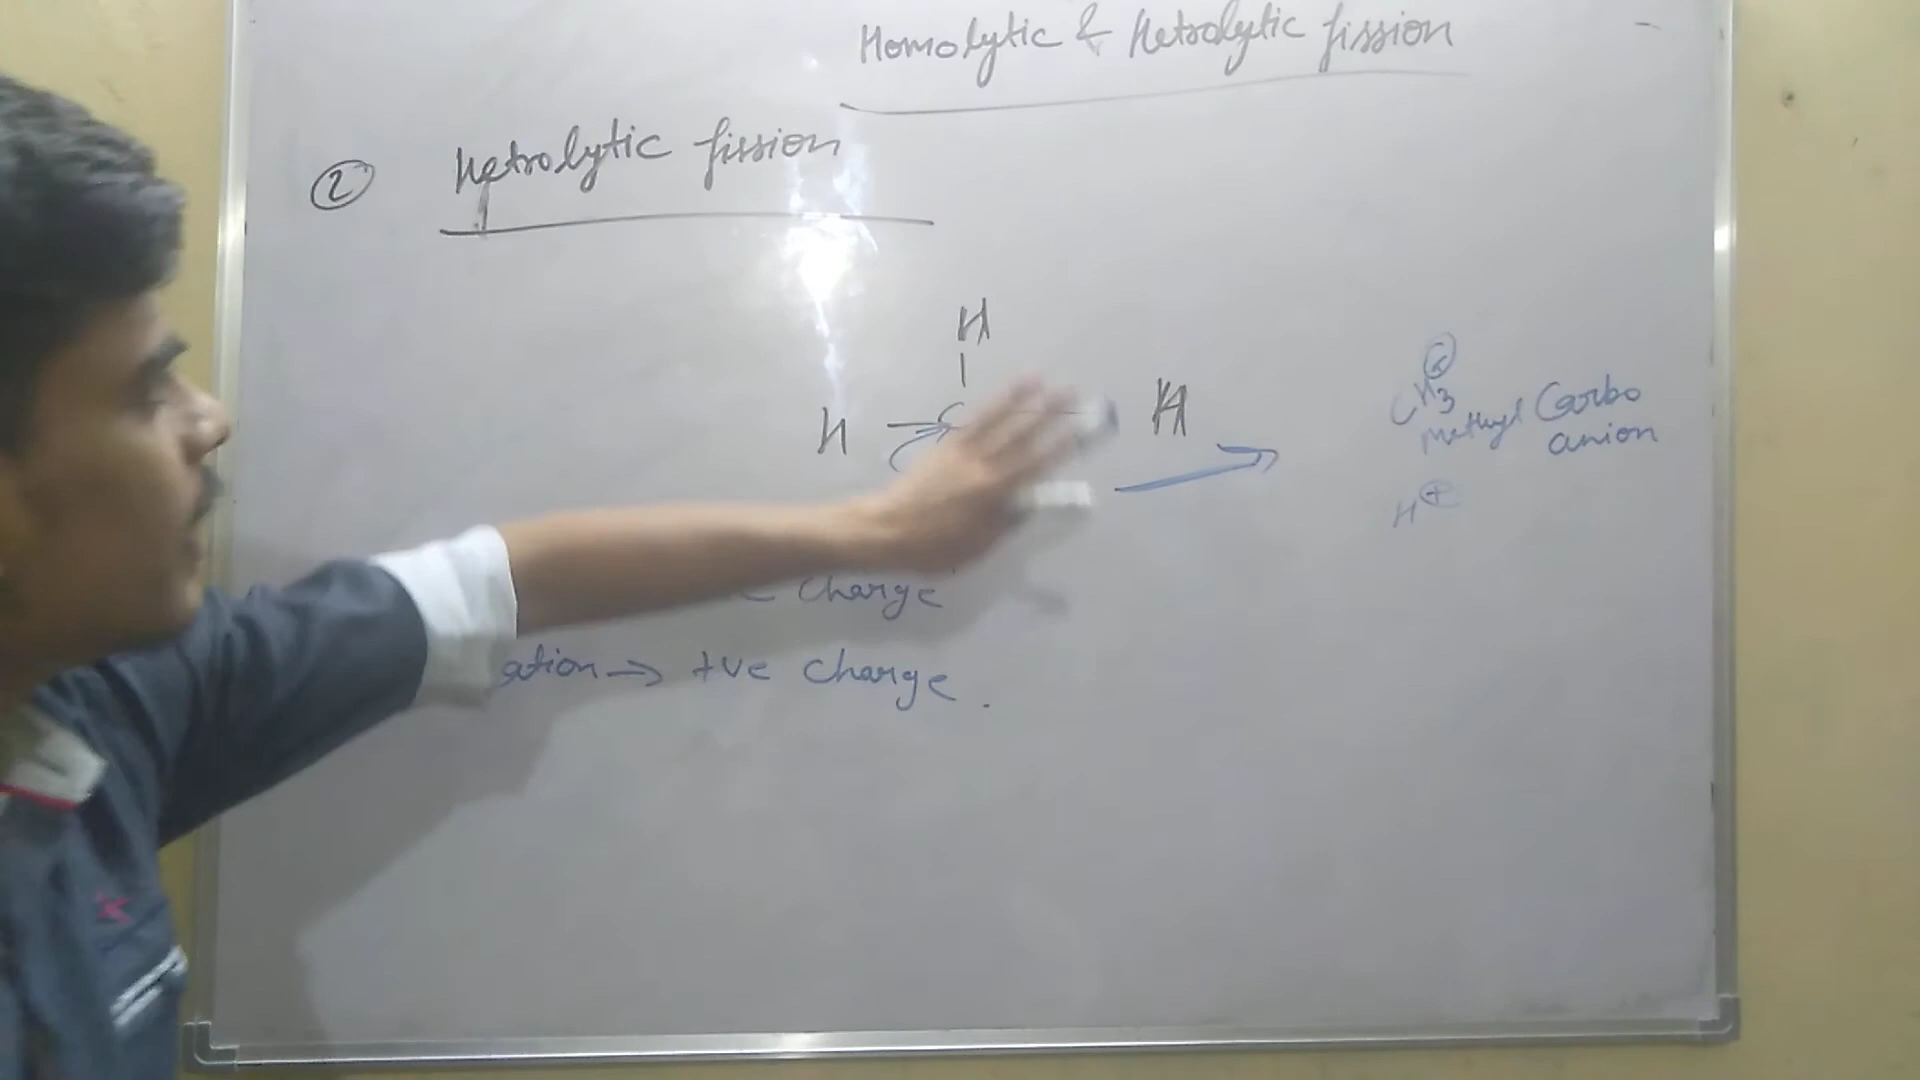 Homolytic & Hetrolytic fission
② Hetrolytic fission
H
H — C H
CH3
Methyl Carbo
anion
H⊕
charge
ation → +ve charge.